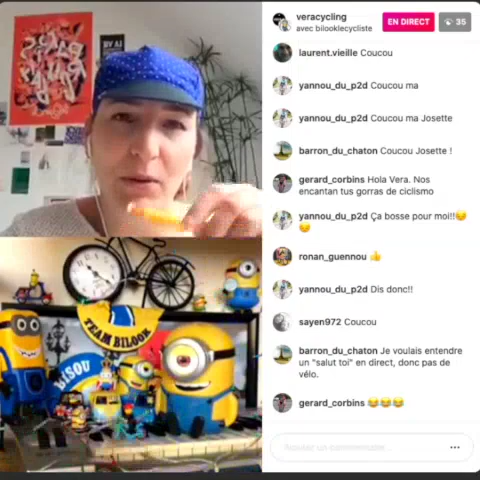 veracycling
avec bilooklecycliste
EN DIRECT
35
laurent.vieille Coucou
yannou_du_p2d Coucou ma
yannou_du_p2d Coucou ma Josette
barron_du_chaton Coucou Josette !
gerard_corbins Hola Vera. Nos
encantan tus gorras de ciclismo
yannou_du_p2d Ça bosse pour moi!!😏
😏
ronan_guennou 👍
yannou_du_p2d Dis donc!!
sayen972 Coucou
barron_du_chaton Je voulais entendre
un "salut toi" en direct, donc pas de
vélo.
gerard_corbins 😂😂😂
Ajoutez un commentaire...
TEAM BILOOK
BISOU